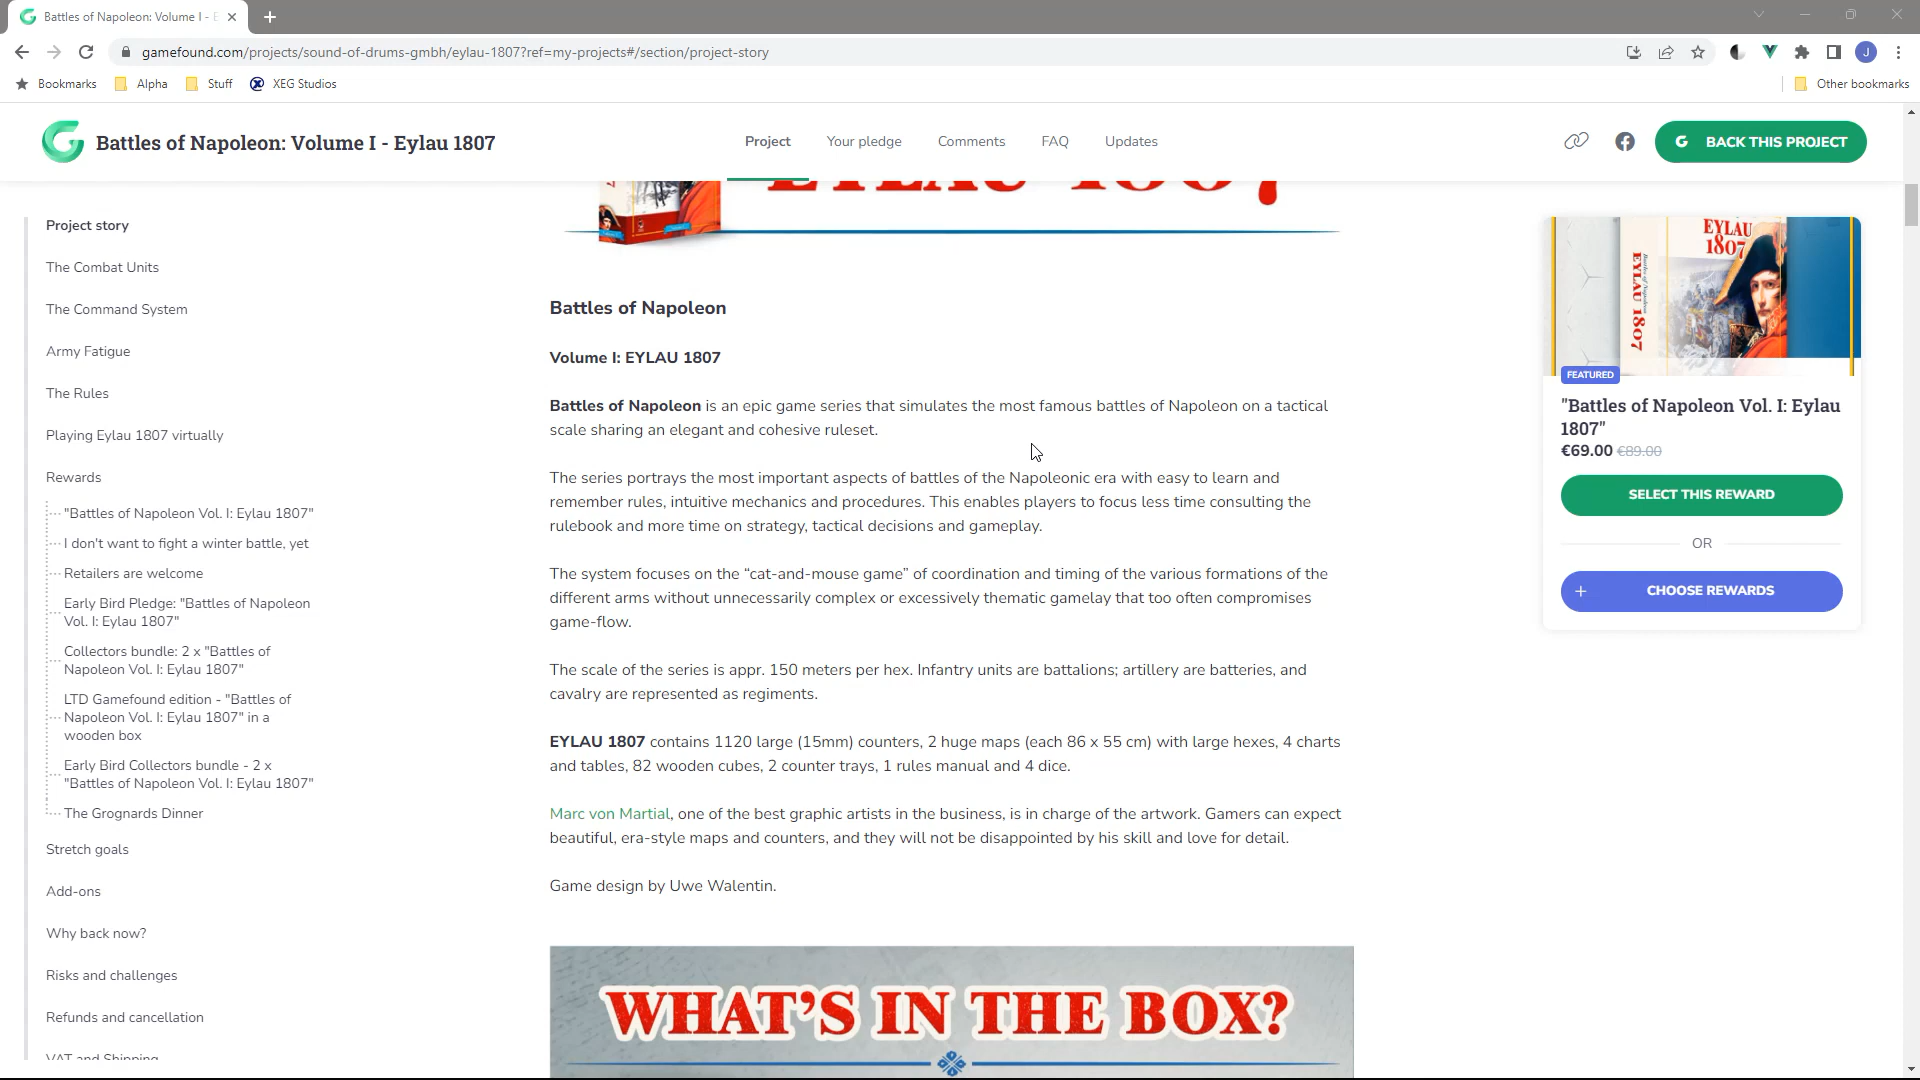 Battles of Napoleon: Volume I - E
gamefound.com/projects/sound-of-drums-gmbh/eylau-1807?ref=my-projects#/section/project-story
J
Bookmarks
Alpha
Stuff
XEG Studios
Other bookmarks
Battles of Napoleon: Volume I - Eylau 1807
Project
Your pledge
Comments
FAQ
Updates
BACK THIS PROJECT
Project story
The Combat Units
The Command System
Army Fatigue
The Rules
Playing Eylau 1807 virtually
Rewards
"Battles of Napoleon Vol. I: Eylau 1807"
I don't want to fight a winter battle, yet
Retailers are welcome
Early Bird Pledge: "Battles of Napoleon
Vol. I: Eylau 1807"
Collectors bundle: 2 x "Battles of
Napoleon Vol. I: Eylau 1807"
LTD Gamefound edition - "Battles of
Napoleon Vol. I: Eylau 1807" in a
wooden box
Early Bird Collectors bundle - 2 x
"Battles of Napoleon Vol. I: Eylau 1807"
The Grognards Dinner
Stretch goals
Add-ons
Why back now?
Risks and challenges
Refunds and cancellation
VAT and Shipping
EYLAU 1807
Battles of Napoleon
Volume I: EYLAU 1807
Battles of Napoleon is an epic game series that simulates the most famous battles of Napoleon on a tactical
scale sharing an elegant and cohesive ruleset.
The series portrays the most important aspects of battles of the Napoleonic era with easy to learn and
remember rules, intuitive mechanics and procedures. This enables players to focus less time consulting the
rulebook and more time on strategy, tactical decisions and gameplay.
The system focuses on the “cat-and-mouse game” of coordination and timing of the various formations of the
different arms without unnecessarily complex or excessively thematic gamelay that too often compromises
game-flow.
The scale of the series is appr. 150 meters per hex. Infantry units are battalions; artillery are batteries, and
cavalry are represented as regiments.
EYLAU 1807 contains 1120 large (15mm) counters, 2 huge maps (each 86 x 55 cm) with large hexes, 4 charts
and tables, 82 wooden cubes, 2 counter trays, 1 rules manual and 4 dice.
Marc von Martial, one of the best graphic artists in the business, is in charge of the artwork. Gamers can expect
beautiful, era-style maps and counters, and they will not be disappointed by his skill and love for detail.
Game design by Uwe Walentin.
WHAT'S IN THE BOX?
EYLAU
1807
Battles of Napoleon
EYLAU 1807
FEATURED
"Battles of Napoleon Vol. I: Eylau
1807"
€69.00 €89.00
SELECT THIS REWARD
OR
+ CHOOSE REWARDS